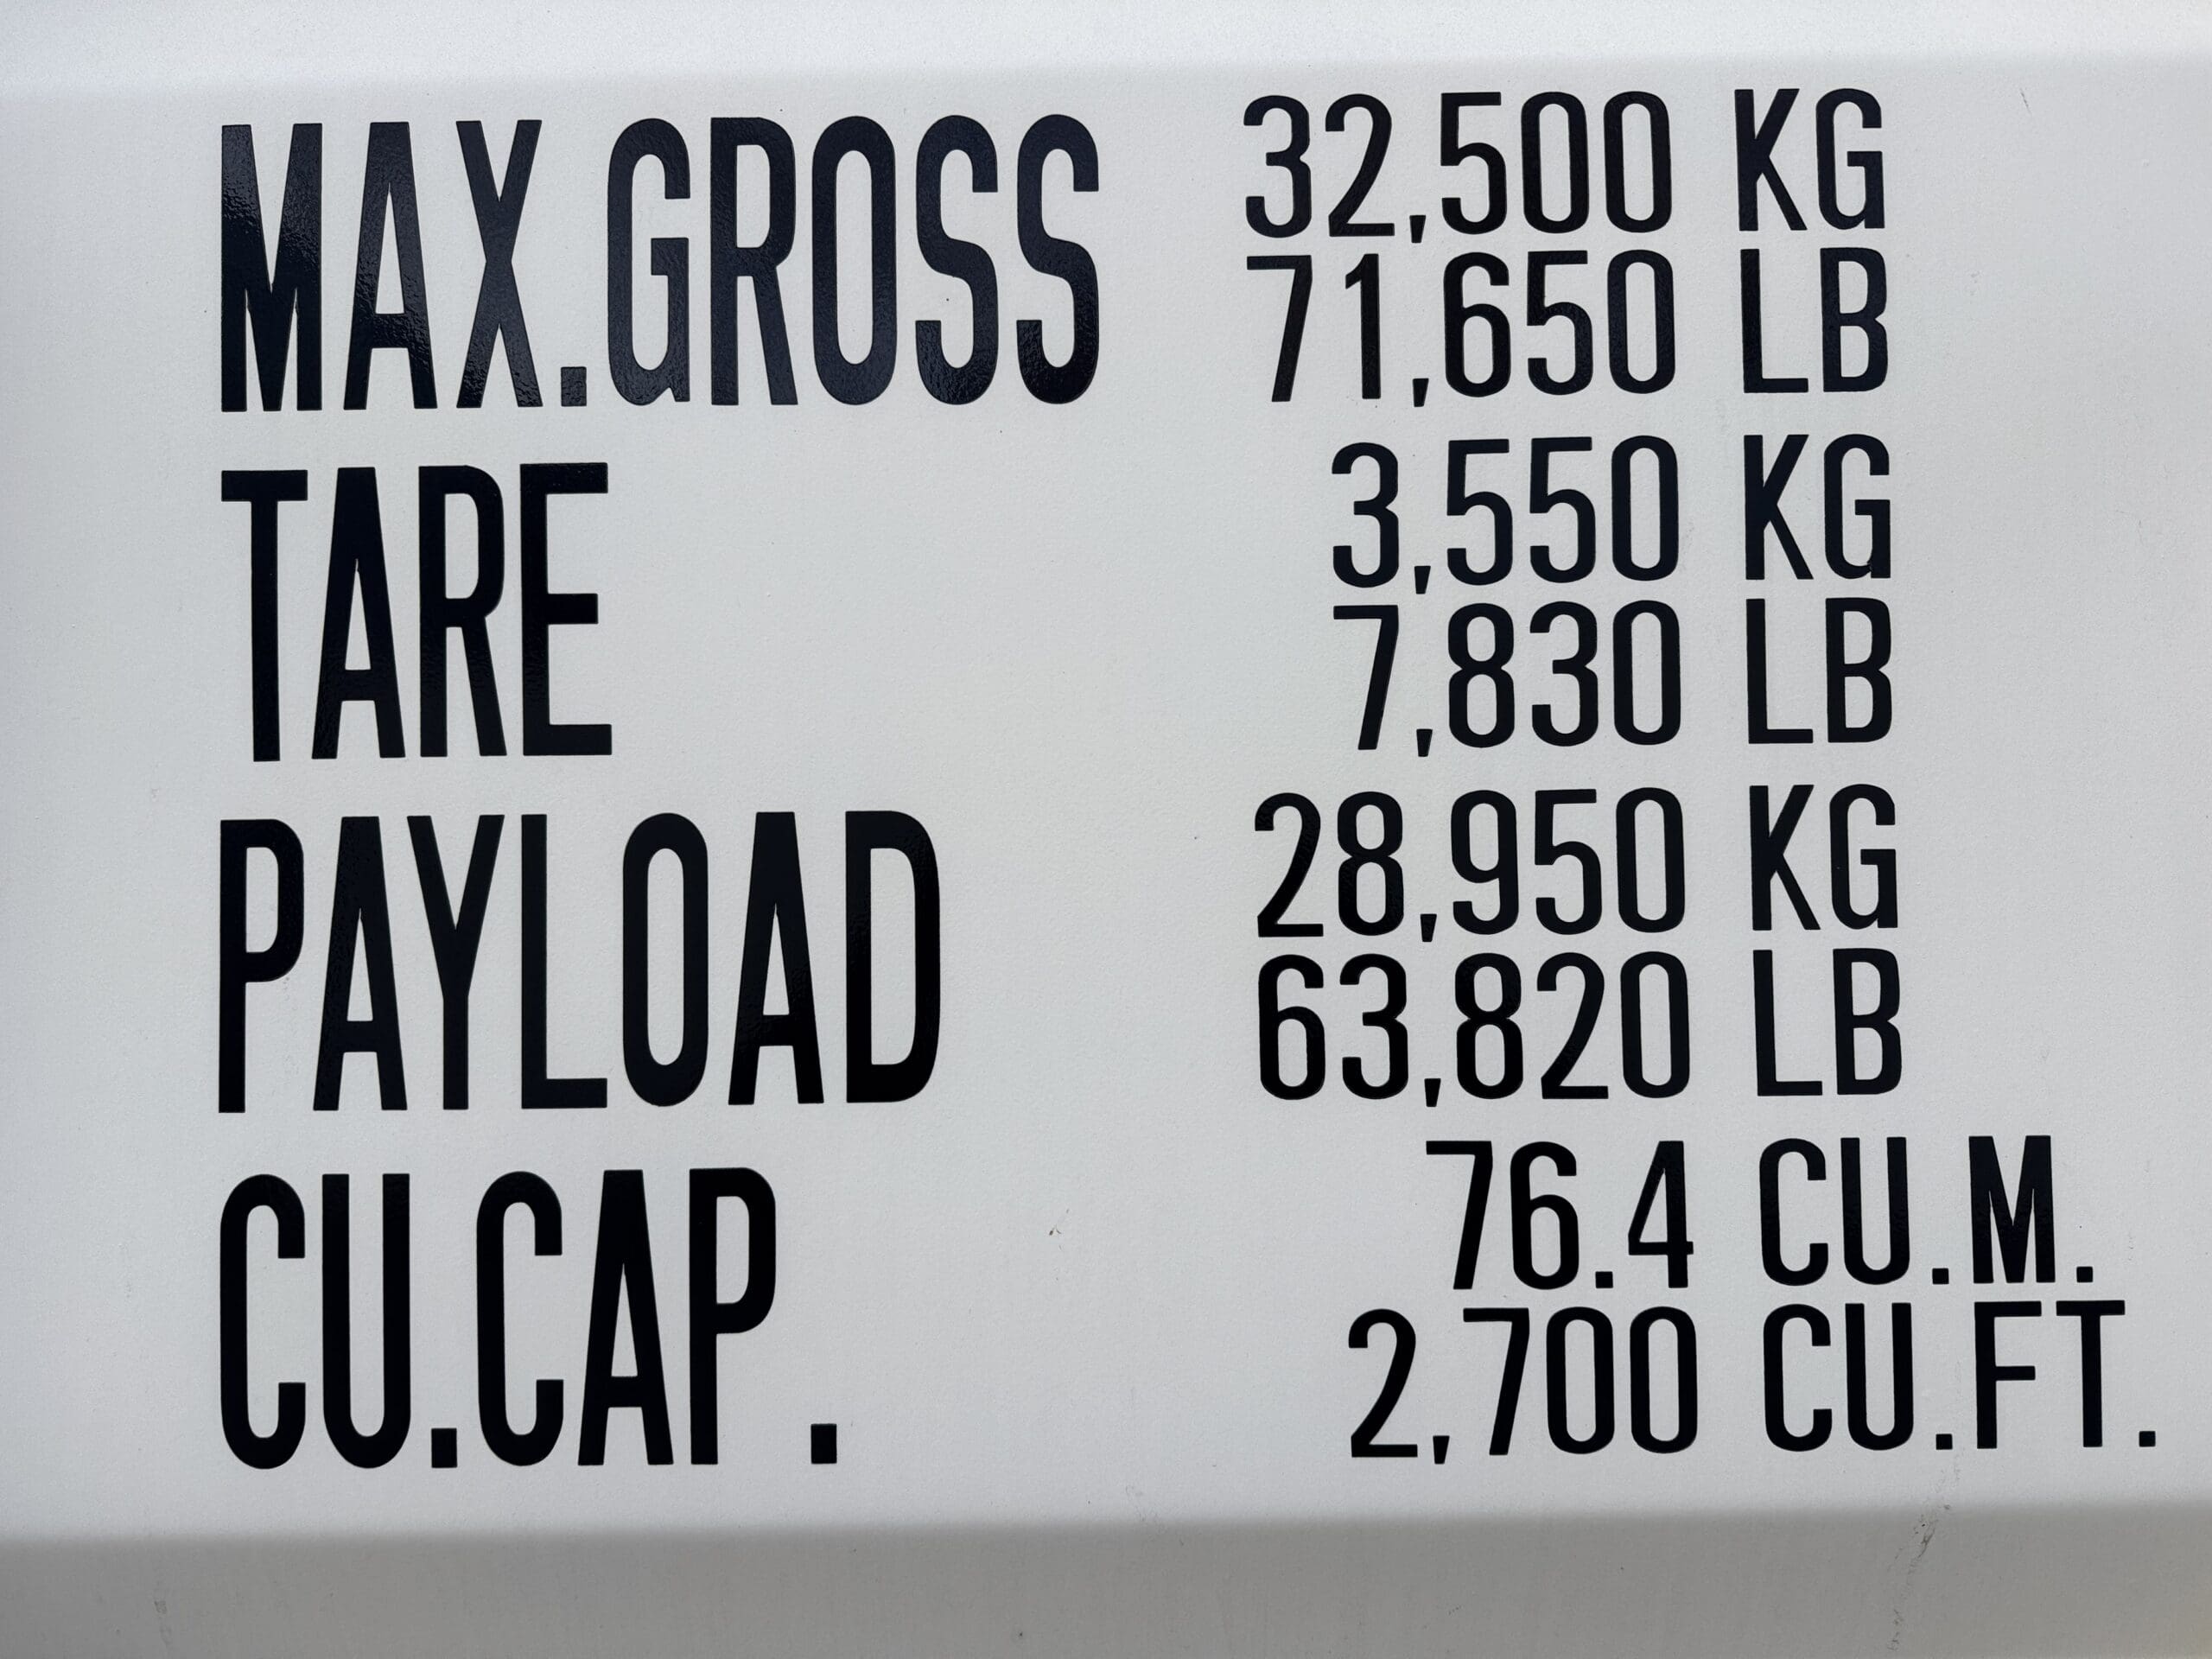 MAX.GROSS 32,500 KG
71,650 LB
TARE 3,550 KG
7,830 LB
PAYLOAD 28,950 KG
63,820 LB
CU.CAP. 76.4 CU.M.
2,700 CU.FT.